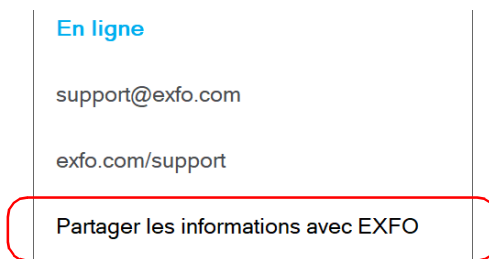 En ligne
support@exfo.com
exfo.com/support
Partager les informations avec EXFO